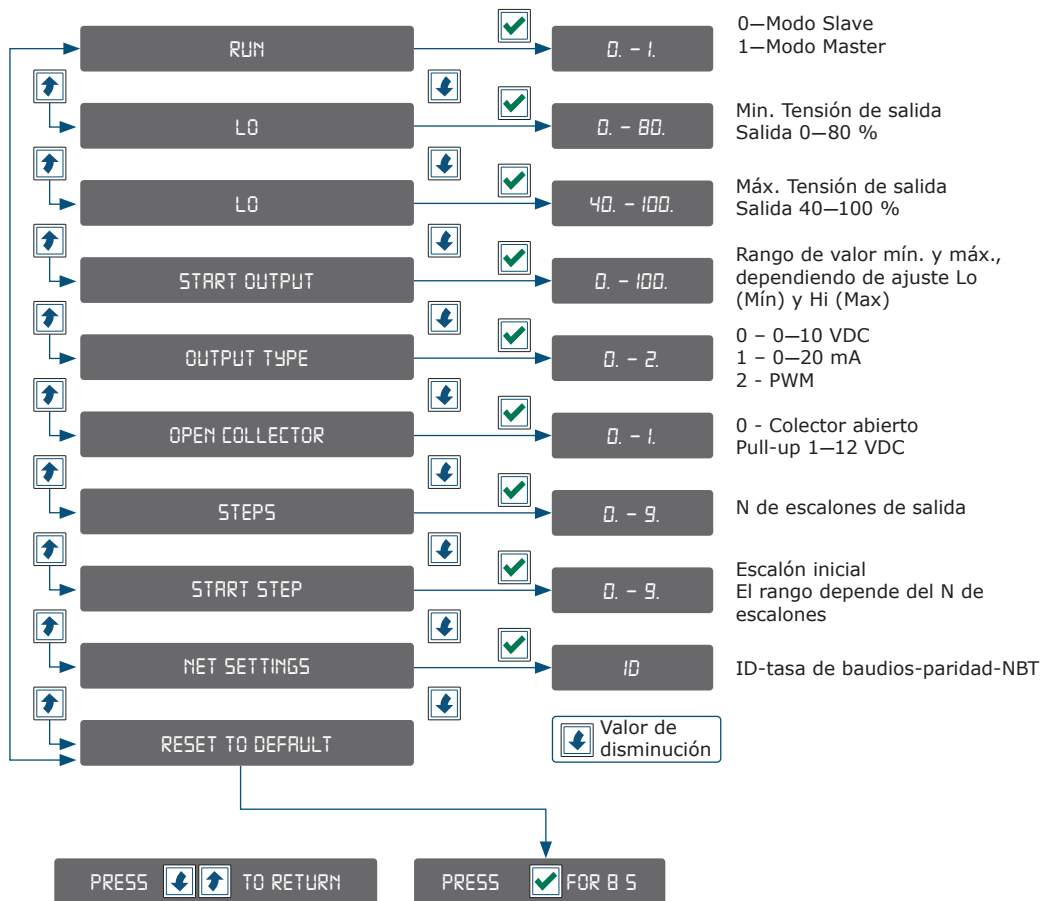 RUN
0. – 1.
0—Modo Slave
1—Modo Master
LO
0. – 80.
Min. Tensión de salida
Salida 0—80 %
LO
40. – 100.
Máx. Tensión de salida
Salida 40—100 %
START OUTPUT
0. – 100.
Rango de valor mín. y máx.,
dependiendo de ajuste Lo
(Mín) y Hi (Max)
OUTPUT TYPE
0. – 2.
0 – 0—10 VDC
1 – 0—20 mA
2 - PWM
OPEN COLLECTOR
0. – 1.
0 - Colector abierto
Pull-up 1—12 VDC
STEPS
0. – 9.
N de escalones de salida
START STEP
0. – 9.
Escalón inicial
El rango depende del N de
escalones
NET SETTINGS
ID
ID-tasa de baudios-paridad-NBT
RESET TO DEFAULT
Valor de
disminución
PRESS TO RETURN
PRESS FOR 8 S